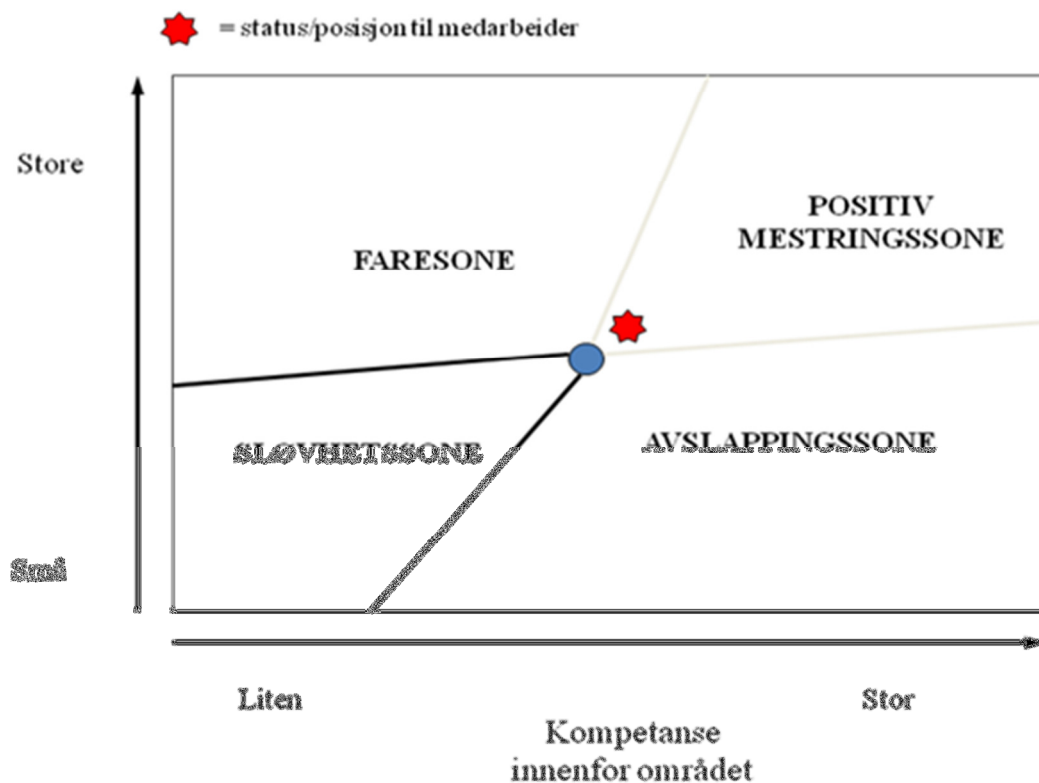 = status/posisjon til medarbeider
Store
POSITIV
MESTRINGSSONE
FARESONE
SLØVHETSSONE
AVSLAPPINGSSONE
Små
Liten
Stor
Kompetanse
innenfor området